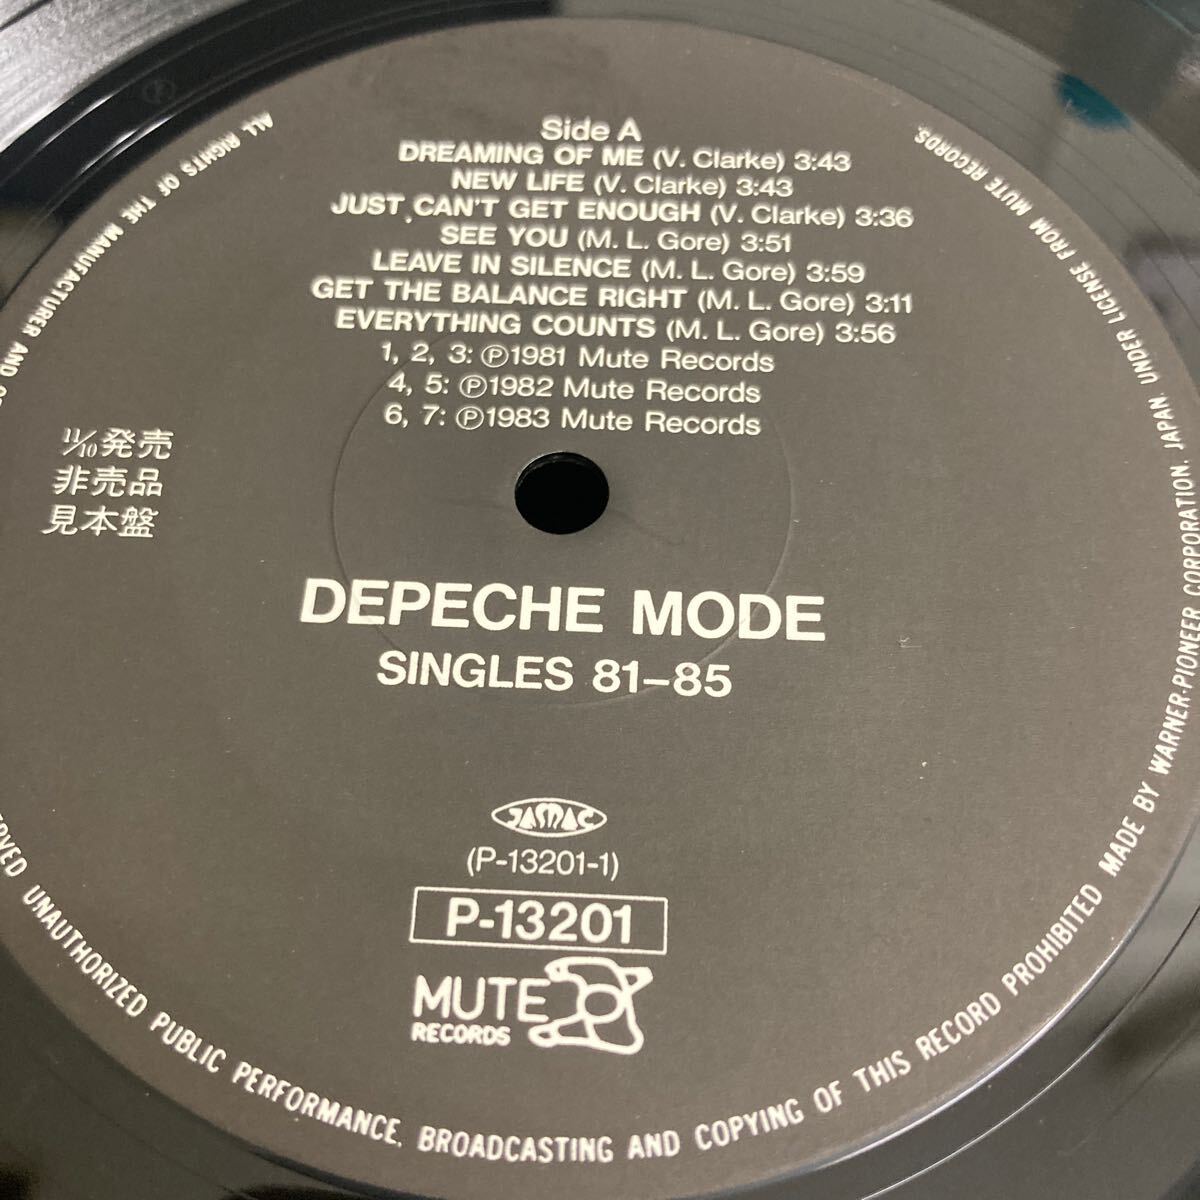 Side A
DREAMING OF ME (V. Clarke) 3:43
NEW LIFE (V. Clarke) 3:43
JUST CAN'T GET ENOUGH (V. Clarke) 3:36
SEE YOU (M. L. Gore) 3:51
LEAVE IN SILENCE (M. L. Gore) 3:59
GET THE BALANCE RIGHT (M. L. Gore) 3:11
EVERYTHING COUNTS (M. L. Gore) 3:56
1, 2, 3: ℗1981 Mute Records
4, 5: ℗1982 Mute Records
6, 7: ℗1983 Mute Records
11/10発売
非売品
見本盤
DEPECHE MODE
SINGLES 81–85
JASRAC
(P-13201-1)
P-13201
MUTE
RECORDS
ALL RIGHTS OF THE MANUFACTURER AND
UNAUTHORIZED PUBLIC PERFORMANCE, BROADCASTING AND COPYING OF THIS RECORD PROHIBITED MADE BY WARNER-PIONEER CORPORATION, JAPAN. UNDER LICENSE FROM MUTE RECORDS.